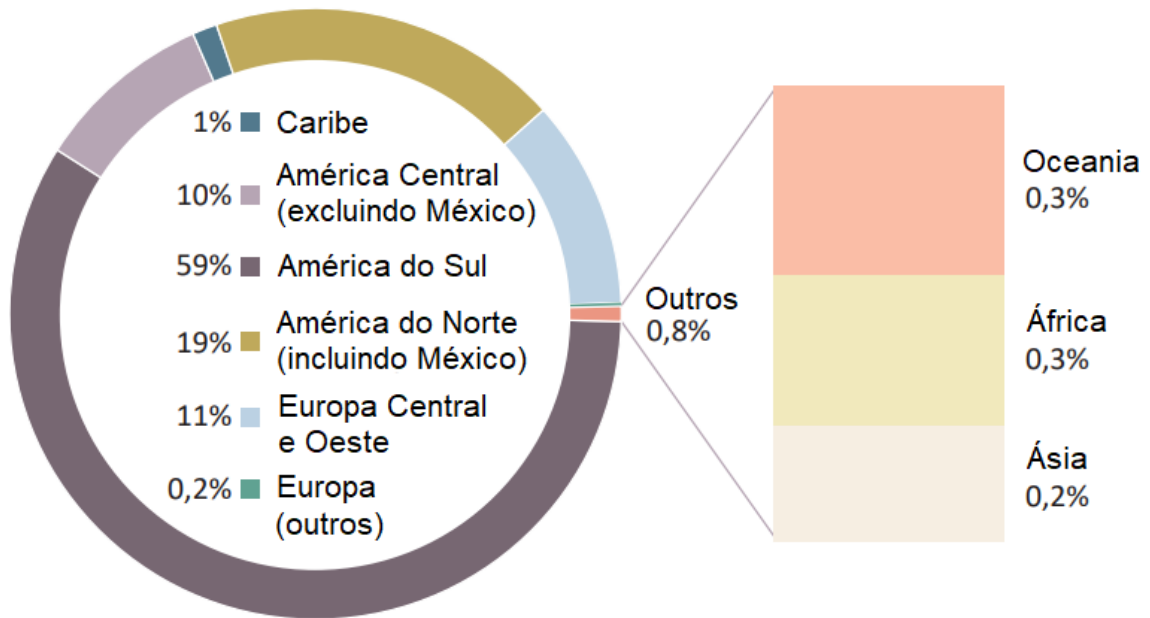 1% Caribe
10% América Central
(excluindo México)
59% América do Sul
19% América do Norte
(incluindo México)
11% Europa Central
e Oeste
0,2% Europa
(outros)
Outros
0,8%
Oceania
0,3%
África
0,3%
Ásia
0,2%